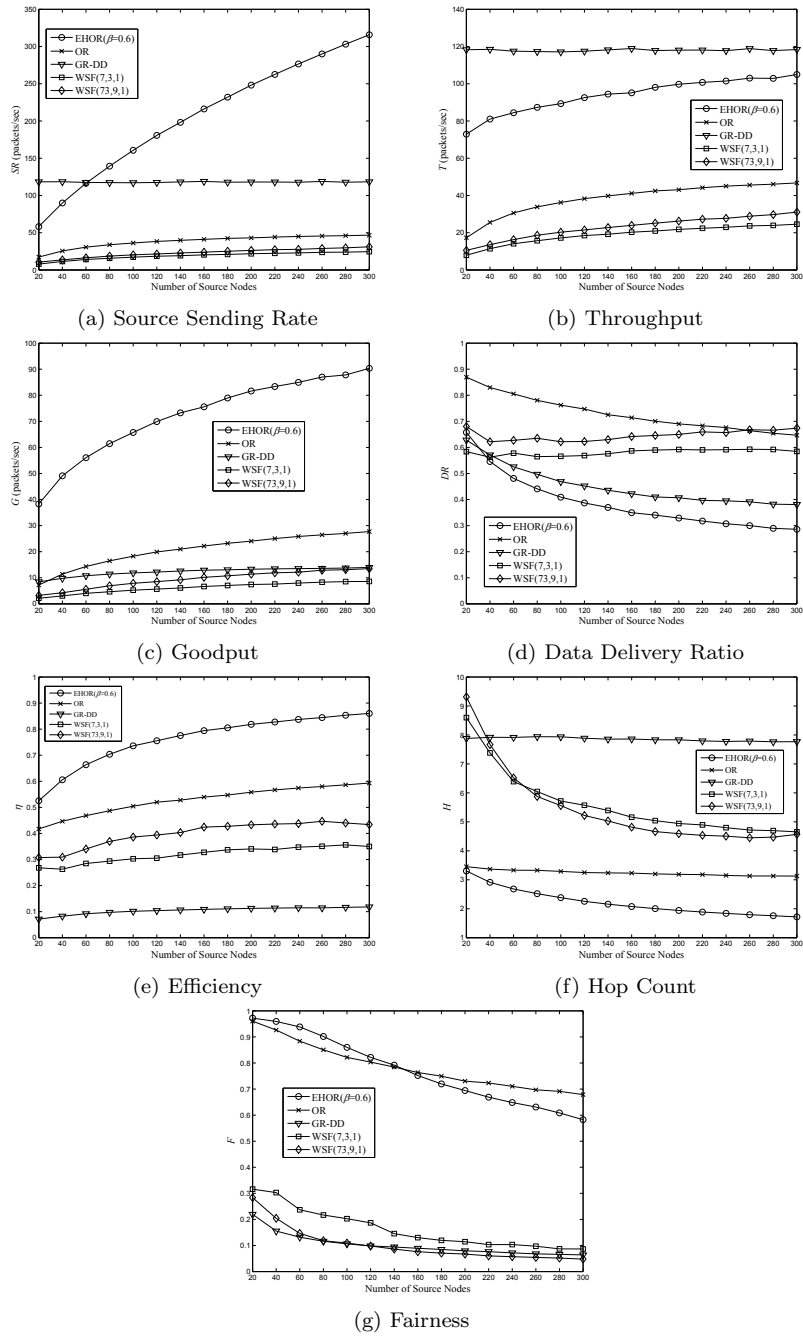 400
350
300
250
200
150
100
50
0
SR (packets/sec)
EHOR(β=0.6)
OR
GR-DD
WSF(7,3,1)
WSF(73,9,1)
20 40 60 80 100 120 140 160 180 200 220 240 260 280 300
Number of Source Nodes
(a) Source Sending Rate
140
120
100
80
60
40
20
0
T (packets/sec)
EHOR(β=0.6)
OR
GR-DD
WSF(7,3,1)
WSF(73,9,1)
20 40 60 80 100 120 140 160 180 200 220 240 260 280 300
Number of Source Nodes
(b) Throughput
100
90
80
70
60
50
40
30
20
10
0
G (packets/sec)
EHOR(β=0.6)
OR
GR-DD
WSF(7,3,1)
WSF(73,9,1)
20 40 60 80 100 120 140 160 180 200 220 240 260 280 300
Number of Source Nodes
(c) Goodput
1
0.9
0.8
0.7
0.6
0.5
0.4
0.3
0.2
0.1
0
DR
EHOR(β=0.6)
OR
GR-DD
WSF(7,3,1)
WSF(73,9,1)
20 40 60 80 100 120 140 160 180 200 220 240 260 280 300
Number of Source Nodes
(d) Data Delivery Ratio
1
0.9
0.8
0.7
0.6
0.5
0.4
0.3
0.2
0.1
0
η
EHOR(β=0.6)
OR
GR-DD
WSF(7,3,1)
WSF(73,9,1)
20 40 60 80 100 120 140 160 180 200 220 240 260 280 300
Number of Source Nodes
(e) Efficiency
10
9
8
7
6
5
4
3
2
1
H
EHOR(β=0.6)
OR
GR-DD
WSF(7,3,1)
WSF(73,9,1)
20 40 60 80 100 120 140 160 180 200 220 240 260 280 300
Number of Source Nodes
(f) Hop Count
1
0.9
0.8
0.7
0.6
0.5
0.4
0.3
0.2
0.1
0
F
EHOR(β=0.6)
OR
GR-DD
WSF(7,3,1)
WSF(73,9,1)
20 40 60 80 100 120 140 160 180 200 220 240 260 280 300
Number of Source Nodes
(g) Fairness